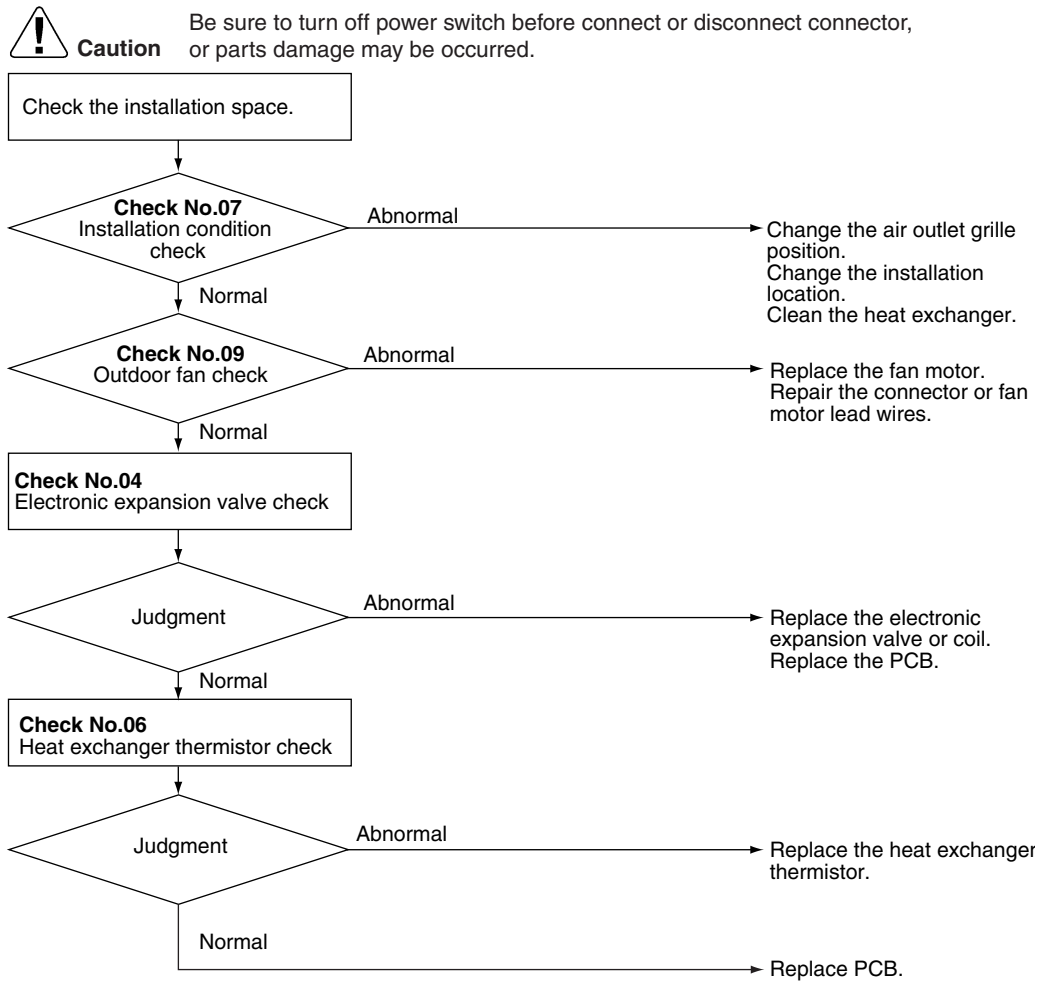 Be sure to turn off power switch before connect or disconnect connector,
Caution
or parts damage may be occurred.
Check the installation space.
Check No.07
Installation condition
check
Abnormal
Change the air outlet grille
position.
Change the installation
location.
Clean the heat exchanger.
Normal
Check No.09
Outdoor fan check
Abnormal
Replace the fan motor.
Repair the connector or fan
motor lead wires.
Normal
Check No.04
Electronic expansion valve check
Judgment
Abnormal
Replace the electronic
expansion valve or coil.
Replace the PCB.
Normal
Check No.06
Heat exchanger thermistor check
Judgment
Abnormal
Replace the heat exchanger
thermistor.
Normal
Replace PCB.